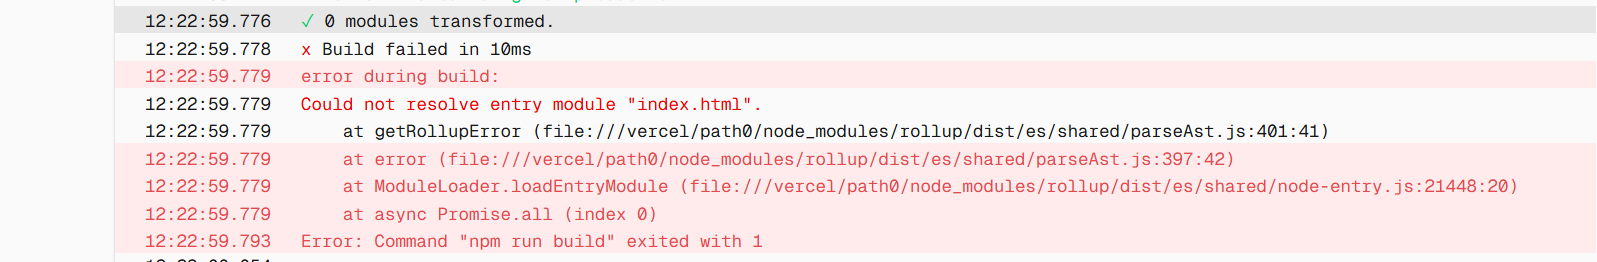 12:22:59.776 ✓ 0 modules transformed.
12:22:59.778 x Build failed in 10ms
12:22:59.779 error during build:
12:22:59.779 Could not resolve entry module "index.html".
12:22:59.779 at getRollupError (file:///vercel/path0/node_modules/rollup/dist/es/shared/parseAst.js:401:41)
12:22:59.779 at error (file:///vercel/path0/node_modules/rollup/dist/es/shared/parseAst.js:397:42)
12:22:59.779 at ModuleLoader.loadEntryModule (file:///vercel/path0/node_modules/rollup/dist/es/shared/node-entry.js:21448:20)
12:22:59.779 at async Promise.all (index 0)
12:22:59.793 Error: Command "npm run build" exited with 1